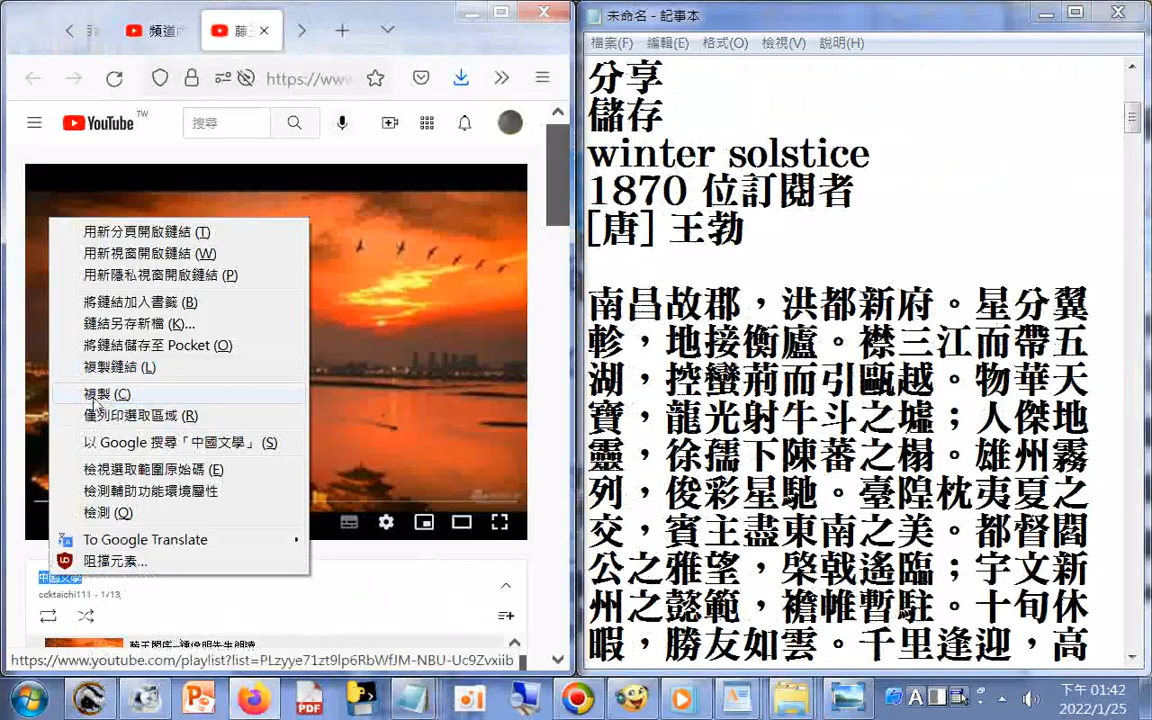 頻道
藤
https://www.
YouTube TW
搜尋
用新分頁開啟鏈結 (T)
用新視窗開啟鏈結 (W)
用新隱私視窗開啟鏈結 (P)
將鏈結加入書籤 (B)
鏈結另存新檔 (K)...
將鏈結儲存至 Pocket (O)
複製鏈結 (L)
複製 (C)
僅列印選取區域 (R)
以 Google 搜尋「中國文學」 (S)
檢視選取範圍原始碼 (E)
檢測輔助功能環境屬性
檢測 (Q)
To Google Translate
阻擋元素...
中國文學
ccktaichi111 - 1/13
https://www.youtube.com/playlist?list=PLzyye71zt9lp6RbWfJM-NBU-Uc9Zvxiib
未命名 - 記事本
檔案(F) 編輯(E) 格式(O) 檢視(V) 說明(H)
分享
儲存
winter solstice
1870 位訂閱者
[唐] 王勃
南昌故郡，洪都新府。星分翼
軫，地接衡廬。襟三江而帶五
湖，控蠻荊而引甌越。物華天
寶，龍光射牛斗之墟；人傑地
靈，徐孺下陳蕃之榻。雄州霧
列，俊彩星馳。臺隍枕夷夏之
交，賓主盡東南之美。都督閻
公之雅望，棨戟遙臨；宇文新
州之懿範，襜帷暫駐。十旬休
暇，勝友如雲。千里逢迎，高
下午 01:42
2022/1/25